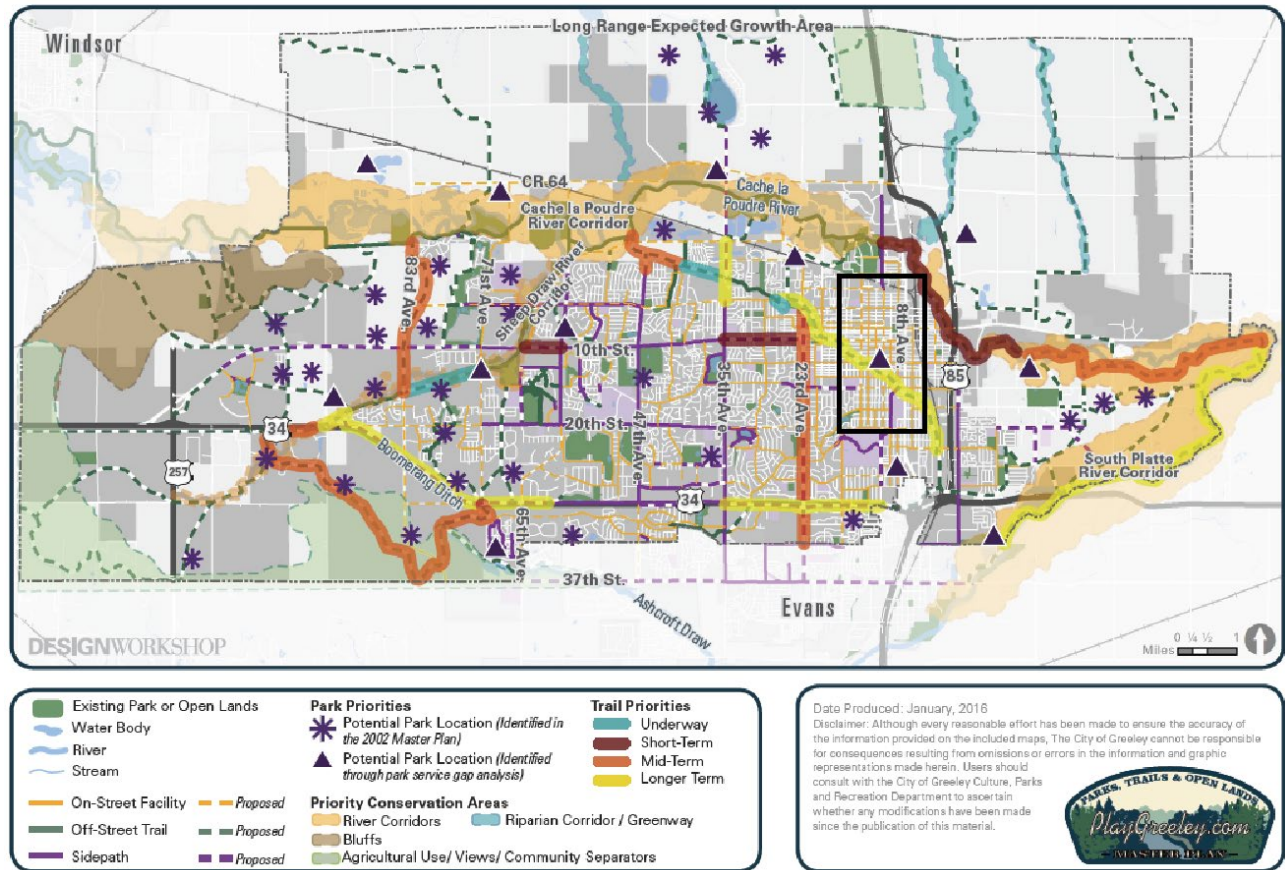 Long Range Expected Growth Area
Windsor
CR 64
Cache la
Poudre River
Cache la Poudre
River Corridor
83rd Ave.
71st Ave
Sheep Draw River
Corridor
8th Ave.
10th St.
35th Ave.
23rd Ave.
85
34
20th St.
47th Ave.
257
Boomerang Ditch
South Platte
River Corridor
34
65th Ave.
37th St.
Evans
Ashcroft Draw
DESIGNWORKSHOP
0 ¼ ½ 1
Miles
Existing Park or Open Lands
Water Body
River
Stream
On-Street Facility
Proposed
Off-Street Trail
Proposed
Sidepath
Proposed
Park Priorities
Potential Park Location (Identified in
the 2002 Master Plan)
Potential Park Location (Identified
through park service gap analysis)
Priority Conservation Areas
River Corridors
Riparian Corridor / Greenway
Bluffs
Agricultural Use/ Views/ Community Separators
Trail Priorities
Underway
Short-Term
Mid-Term
Longer Term
Date Produced: January, 2016
Disclaimer: Although every reasonable effort has been made to ensure the accuracy of
the information provided on the included maps, The City of Greeley cannot be responsible
for consequences resulting from omissions or errors in the information and graphic
representations made herein. Users should
consult with the City of Greeley Culture, Parks
and Recreation Department to ascertain
whether any modifications have been made
since the publication of this material.
PARKS, TRAILS & OPEN LANDS
PlayGreeley.com
MASTER PLAN